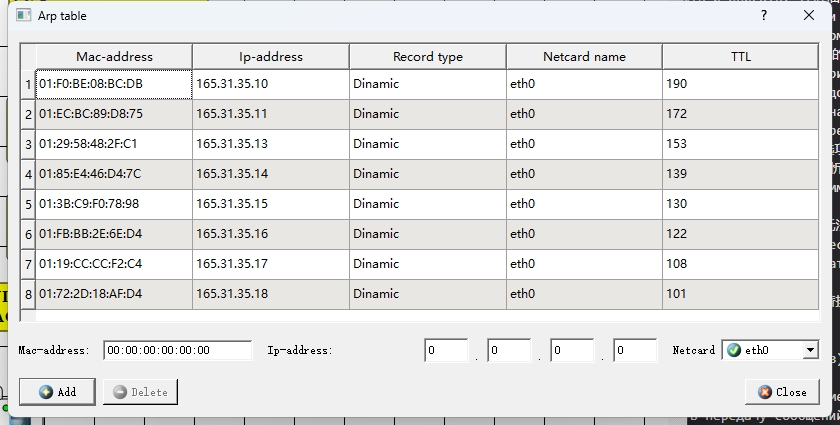 Arp table ?
Mac-address Ip-address Record type Netcard name TTL
1 01:F0:BE:08:BC:DB 165.31.35.10 Dinamic eth0 190
2 01:EC:BC:89:D8:75 165.31.35.11 Dinamic eth0 172
3 01:29:58:48:2F:C1 165.31.35.13 Dinamic eth0 153
4 01:85:E4:46:D4:7C 165.31.35.14 Dinamic eth0 139
5 01:3B:C9:F0:78:98 165.31.35.15 Dinamic eth0 130
6 01:FB:BB:2E:6E:D4 165.31.35.16 Dinamic eth0 122
7 01:19:CC:CC:F2:C4 165.31.35.17 Dinamic eth0 108
8 01:72:2D:18:AF:D4 165.31.35.18 Dinamic eth0 101
Mac-address: 00:00:00:00:00:00 Ip-address: 0 . 0 . 0 . 0 Netcard eth0
Add Delete Close